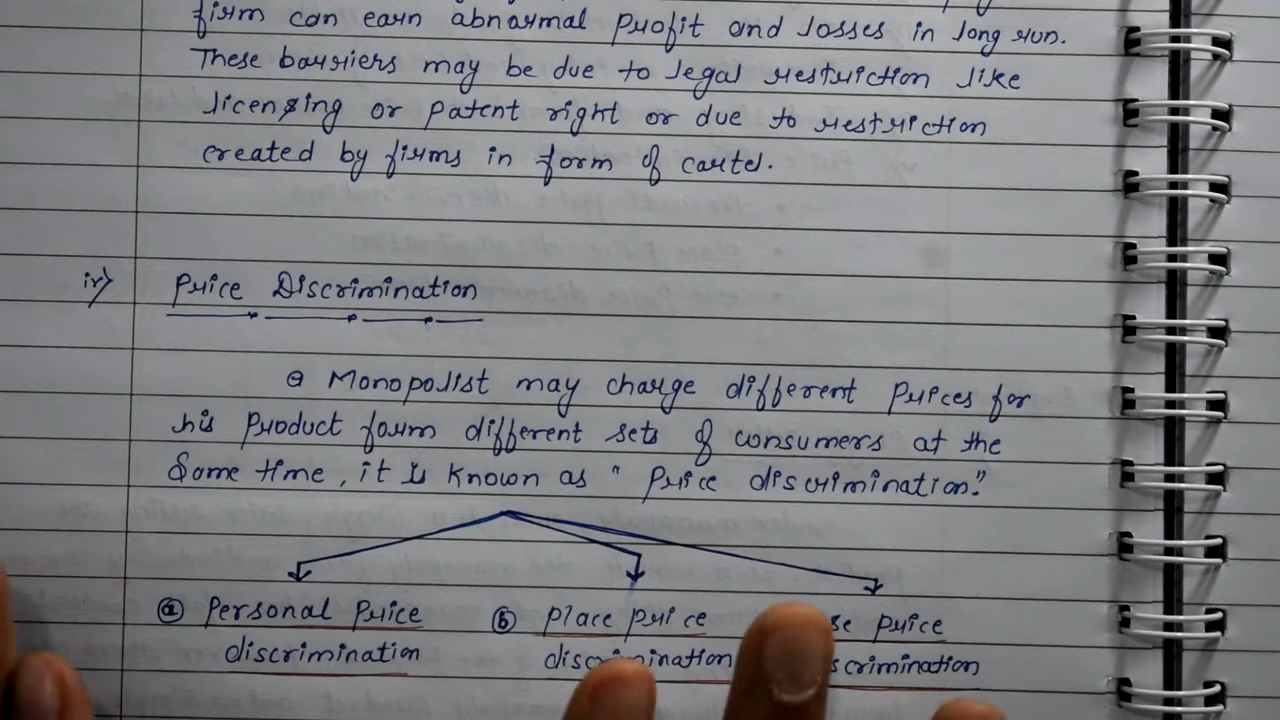 firm can earn abnormal profit and losses in long run.
These barriers may be due to legal restriction like
licensing or patent right or due to restriction
created by firms in form of cartel.
iv) Price Discrimination
a Monopolist may charge different prices for
his product form different sets of consumers at the
Same time, it is known as "Price discrimination."
ⓐ Personal Price ⓑ Place price se price
discrimination discrimination scrimination